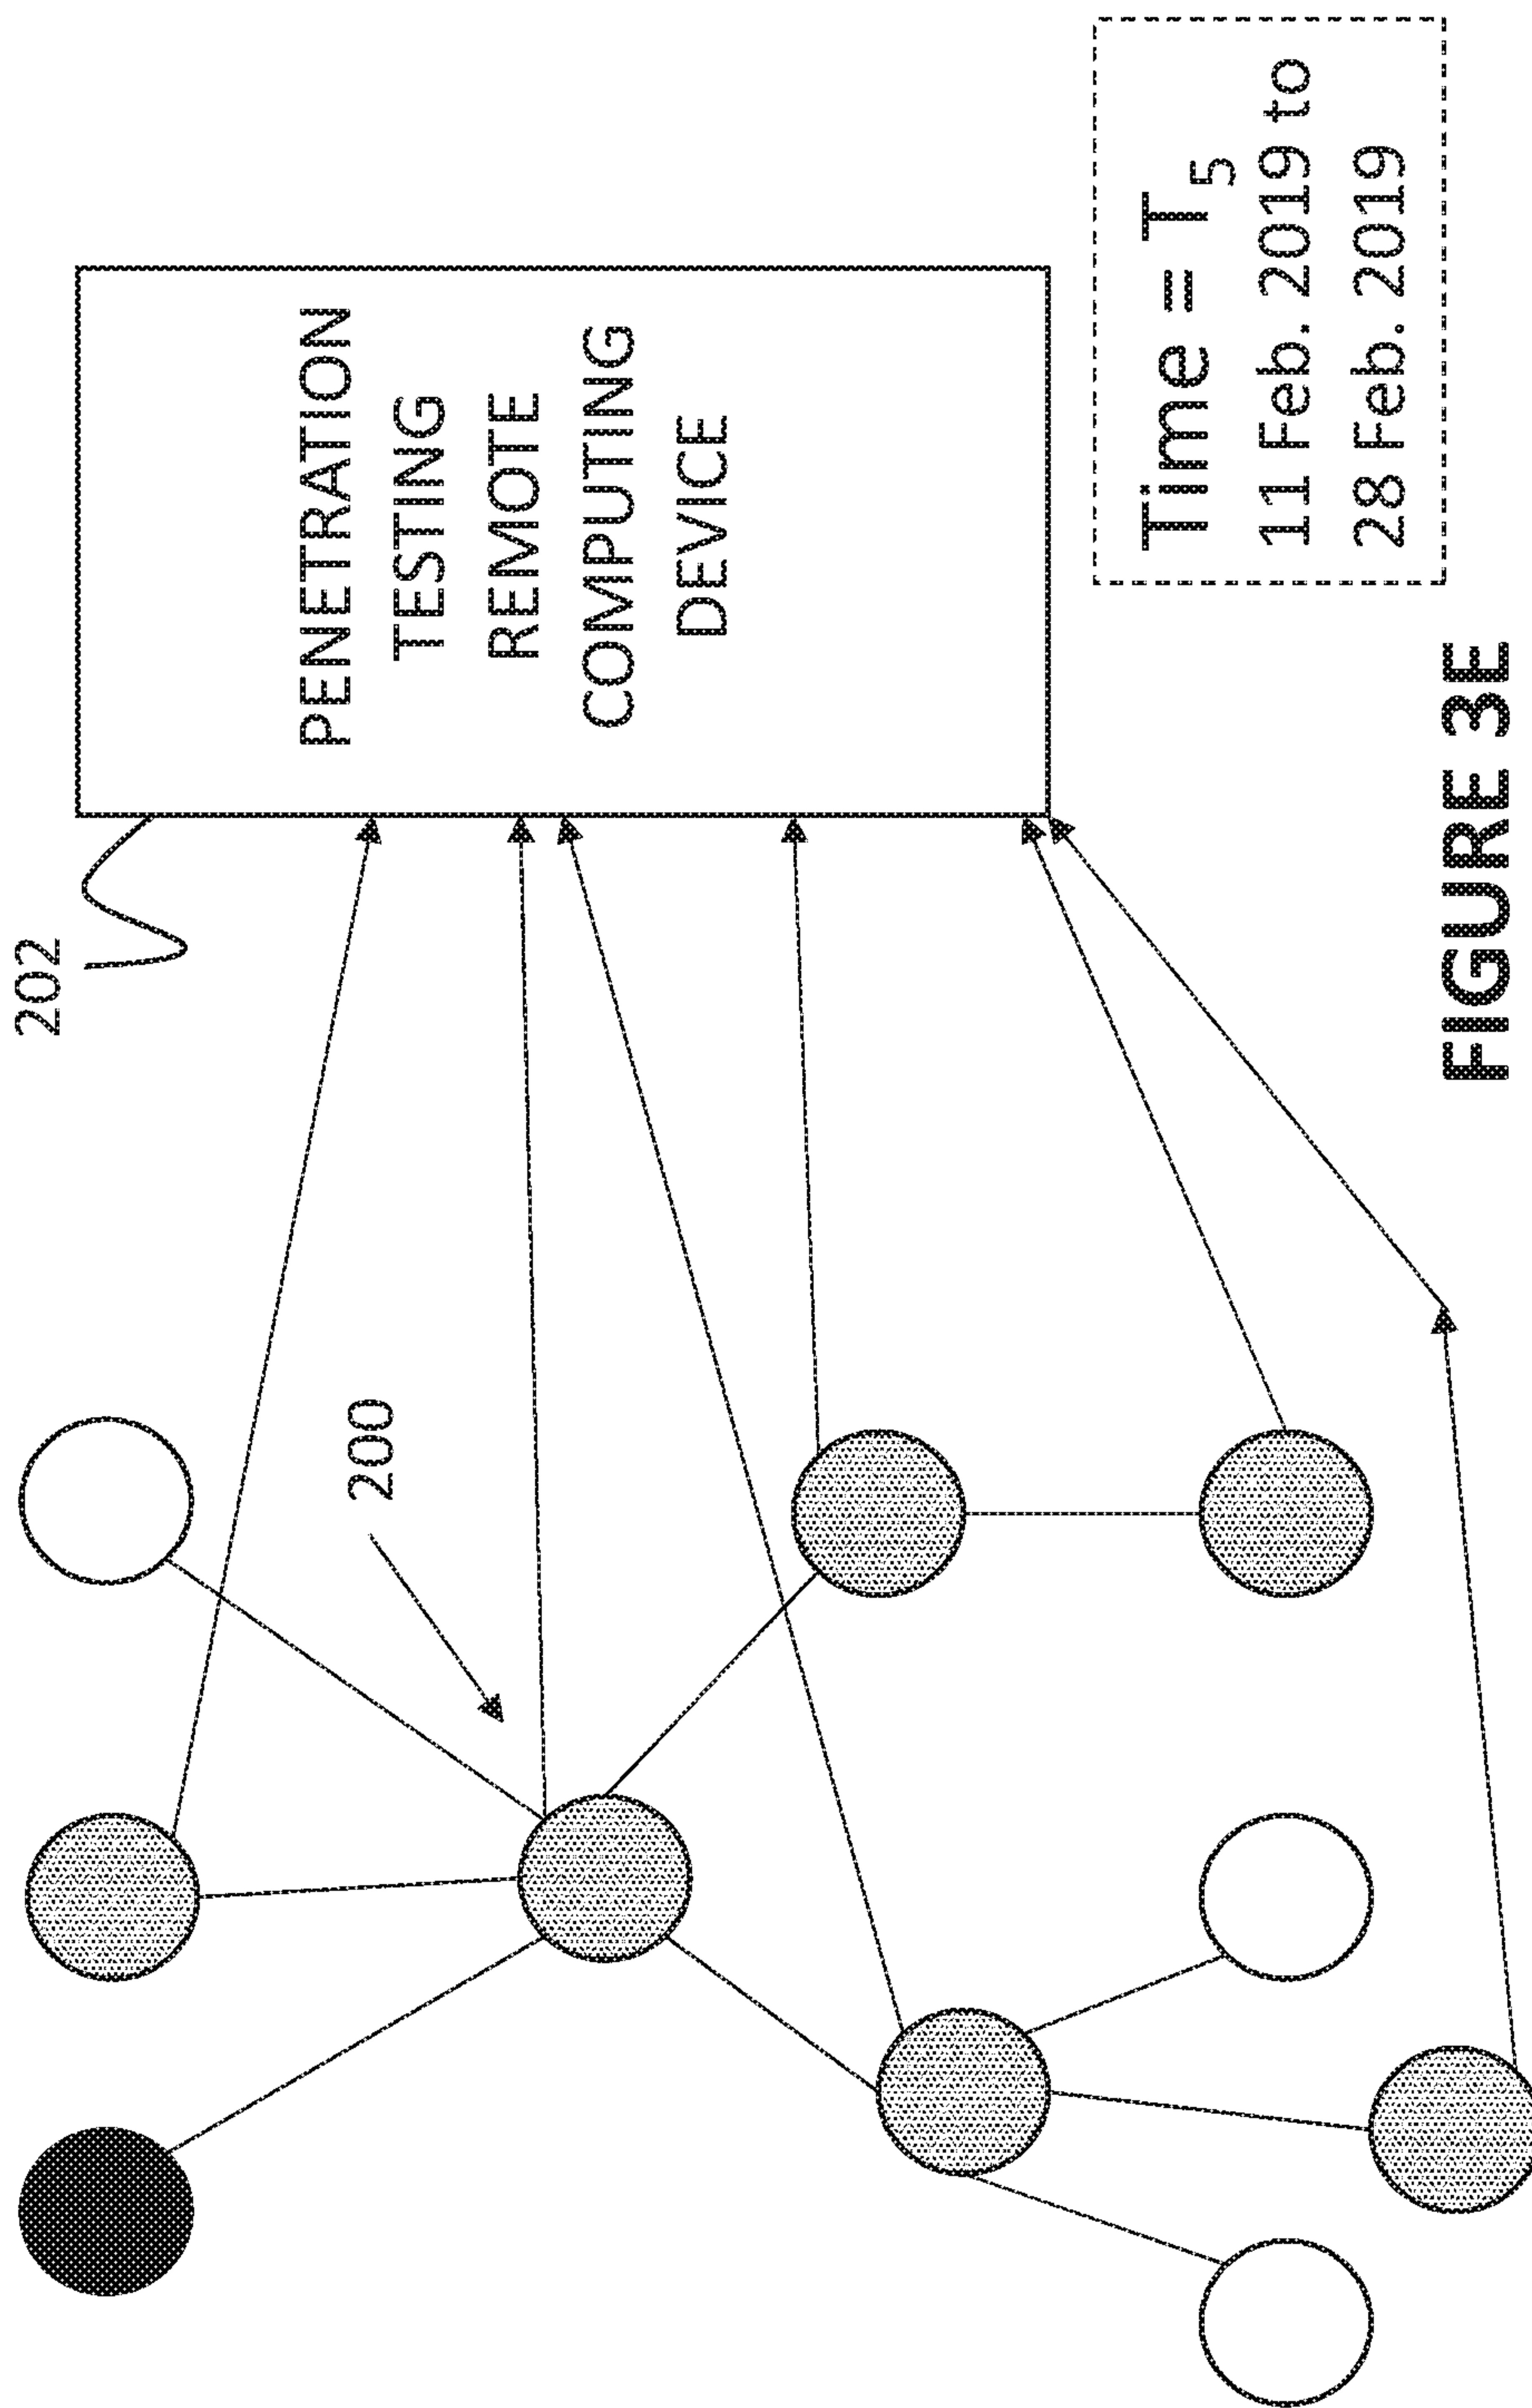 202
PENETRATION
TESTING
REMOTE
COMPUTING
DEVICE
200
Time = T5
11 Feb. 2019 to
28 Feb. 2019
FIGURE 3E